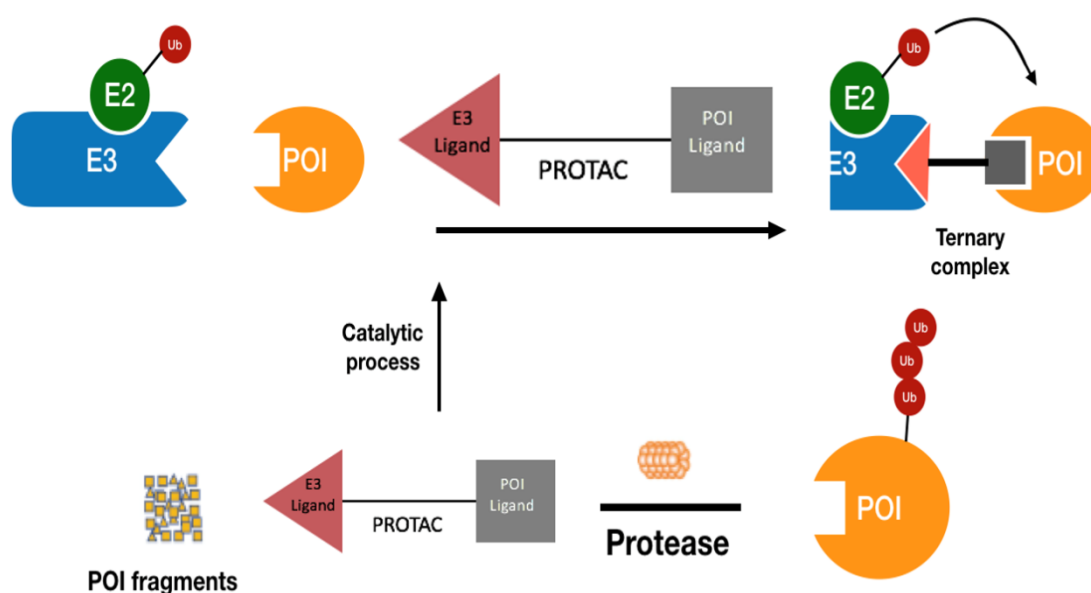 Ub
E2
E3
POI
E3
Ligand
PROTAC
POI
Ligand
Ub
E2
E3
POI
Ternary
complex
Catalytic
process
Ub
Ub
Ub
POI
E3
Ligand
PROTAC
POI
Ligand
Protease
POI fragments